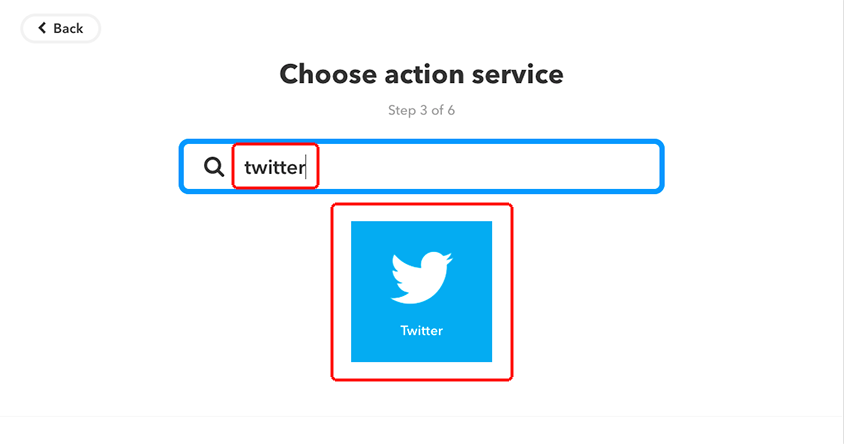 Back
Choose action service
Step 3 of 6
twitter
Twitter